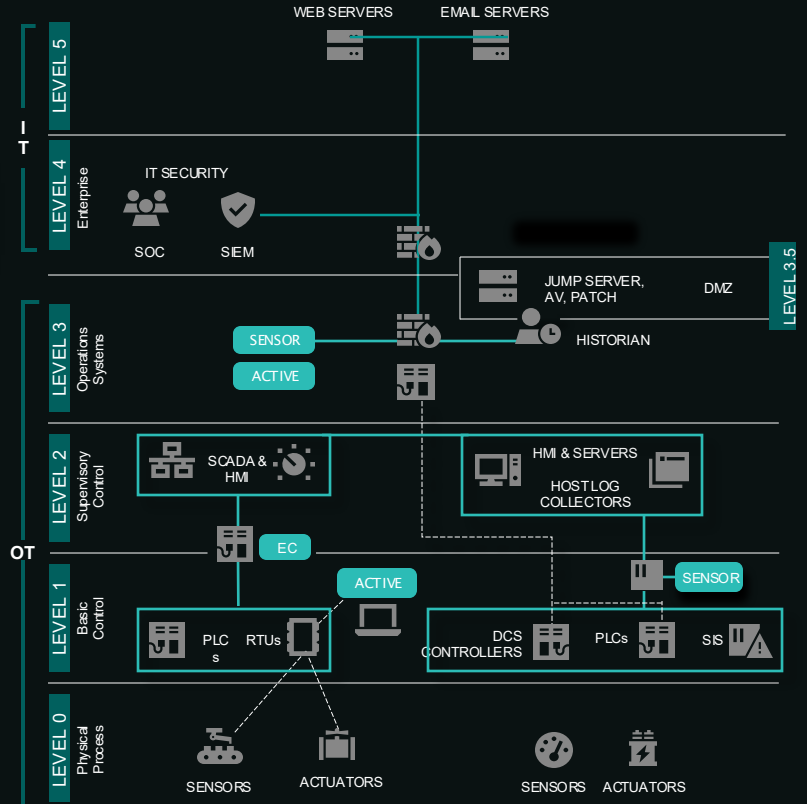 WEB SERVERS
EMAIL SERVERS
LEVEL 5
I
T
LEVEL 4
Enterprise
IT SECURITY
SOC
SIEM
JUMP SERVER,
AV, PATCH
DMZ
LEVEL 3.5
HISTORIAN
LEVEL 3
Operations
Systems
SENSOR
ACTIVE
LEVEL 2
Supervisory
Control
SCADA &
HMI
HMI & SERVERS
HOST LOG
COLLECTORS
OT
EC
LEVEL 1
Basic
Control
ACTIVE
SENSOR
PLC
s
RTUs
DCS
CONTROLLERS
PLCs
SIS
LEVEL 0
Physical
Process
SENSORS
ACTUATORS
SENSORS
ACTUATORS